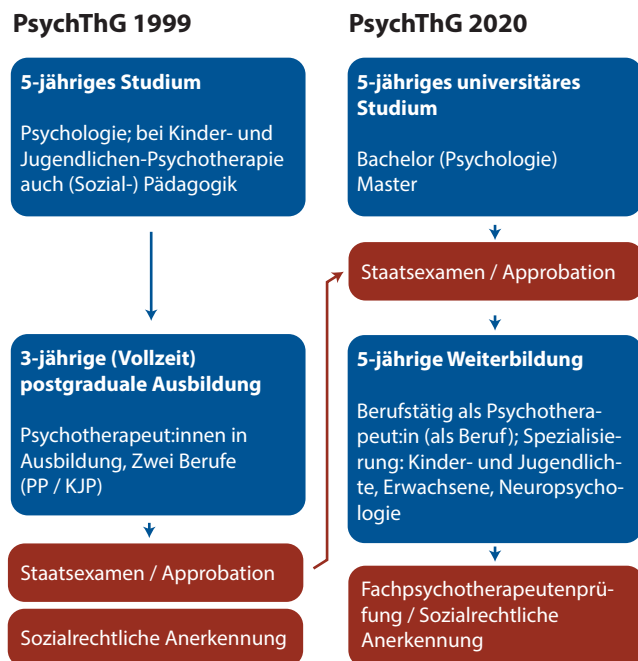 PsychThG 1999
5-jähriges Studium
Psychologie; bei Kinder- und
Jugendlichen-Psychotherapie
auch (Sozial-) Pädagogik
3-jährige (Vollzeit)
postgraduale Ausbildung
Psychotherapeut:innen in
Ausbildung, Zwei Berufe
(PP / KJP)
Staatsexamen / Approbation
Sozialrechtliche Anerkennung
PsychThG 2020
5-jähriges universitäres
Studium
Bachelor (Psychologie)
Master
Staatsexamen / Approbation
5-jährige Weiterbildung
Berufstätig als Psychothera-
peut:in (als Beruf); Spezialisie-
rung: Kinder- und Jugendlich-
te, Erwachsene, Neuropsycho-
logie
Fachpsychotherapeutenprü-
fung / Sozialrechtliche
Anerkennung